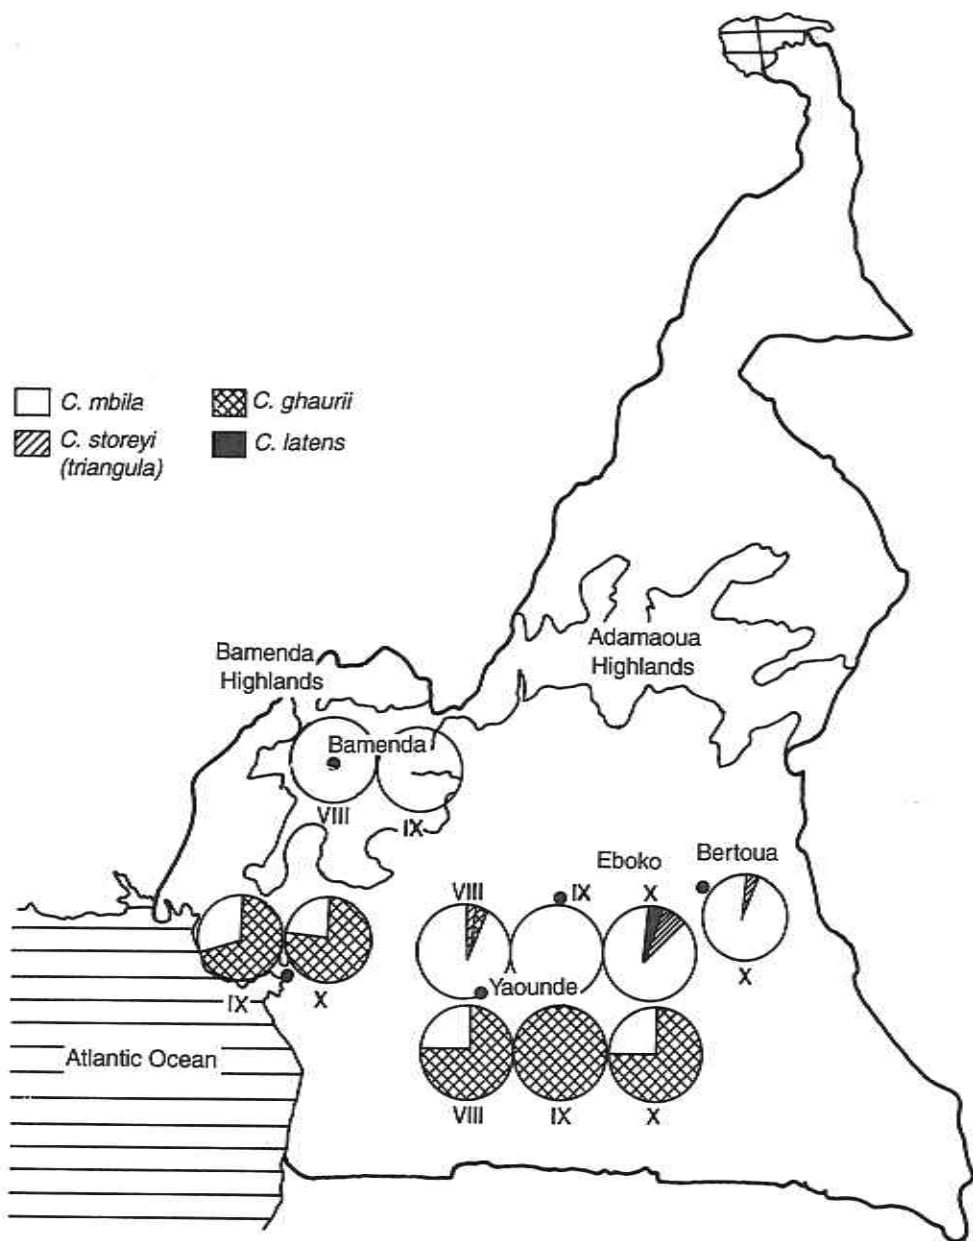 C. mbila
C. storeyi
(triangula)
C. ghaurii
C. latens
Bamenda
Highlands
Adamaoua
Highlands
Bamenda
VIII
IX
Eboko
Bertoua
VIII
IX
X
X
IX
X
Yaounde
Atlantic Ocean
VIII
IX
X